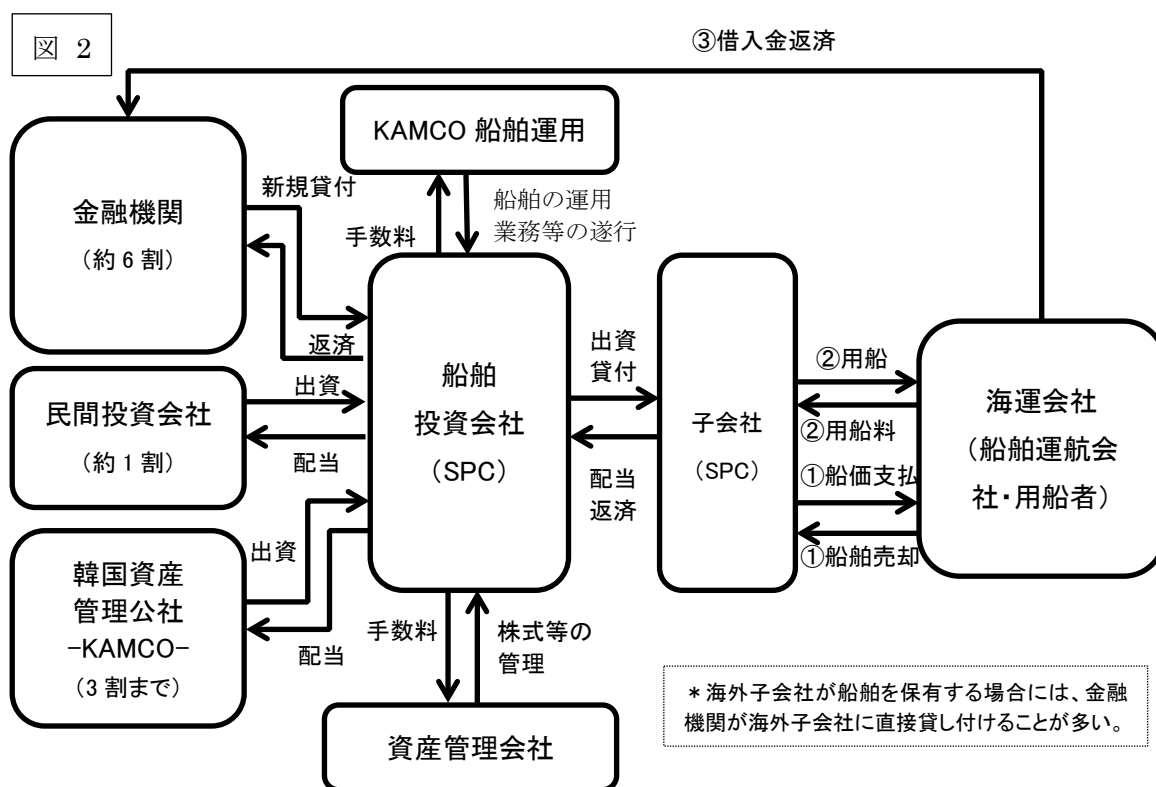 図 2
③借入金返済
KAMCO 船舶運用
金融機関
（約 6 割）
新規貸付
手数料
船舶の運用
業務等の遂行
返済
民間投資会社
（約 1 割）
出資
配当
船舶
投資会社
（SPC）
出資
貸付
配当
返済
子会社
（SPC）
②用船
②用船料
①船価支払
①船舶売却
海運会社
（船舶運航会
社・用船者）
韓国資産
管理公社
-KAMCO-
（3 割まで）
出資
配当
手数料
株式等の
管理
資産管理会社
＊海外子会社が船舶を保有する場合には、金融
機関が海外子会社に直接貸し付けることが多い。